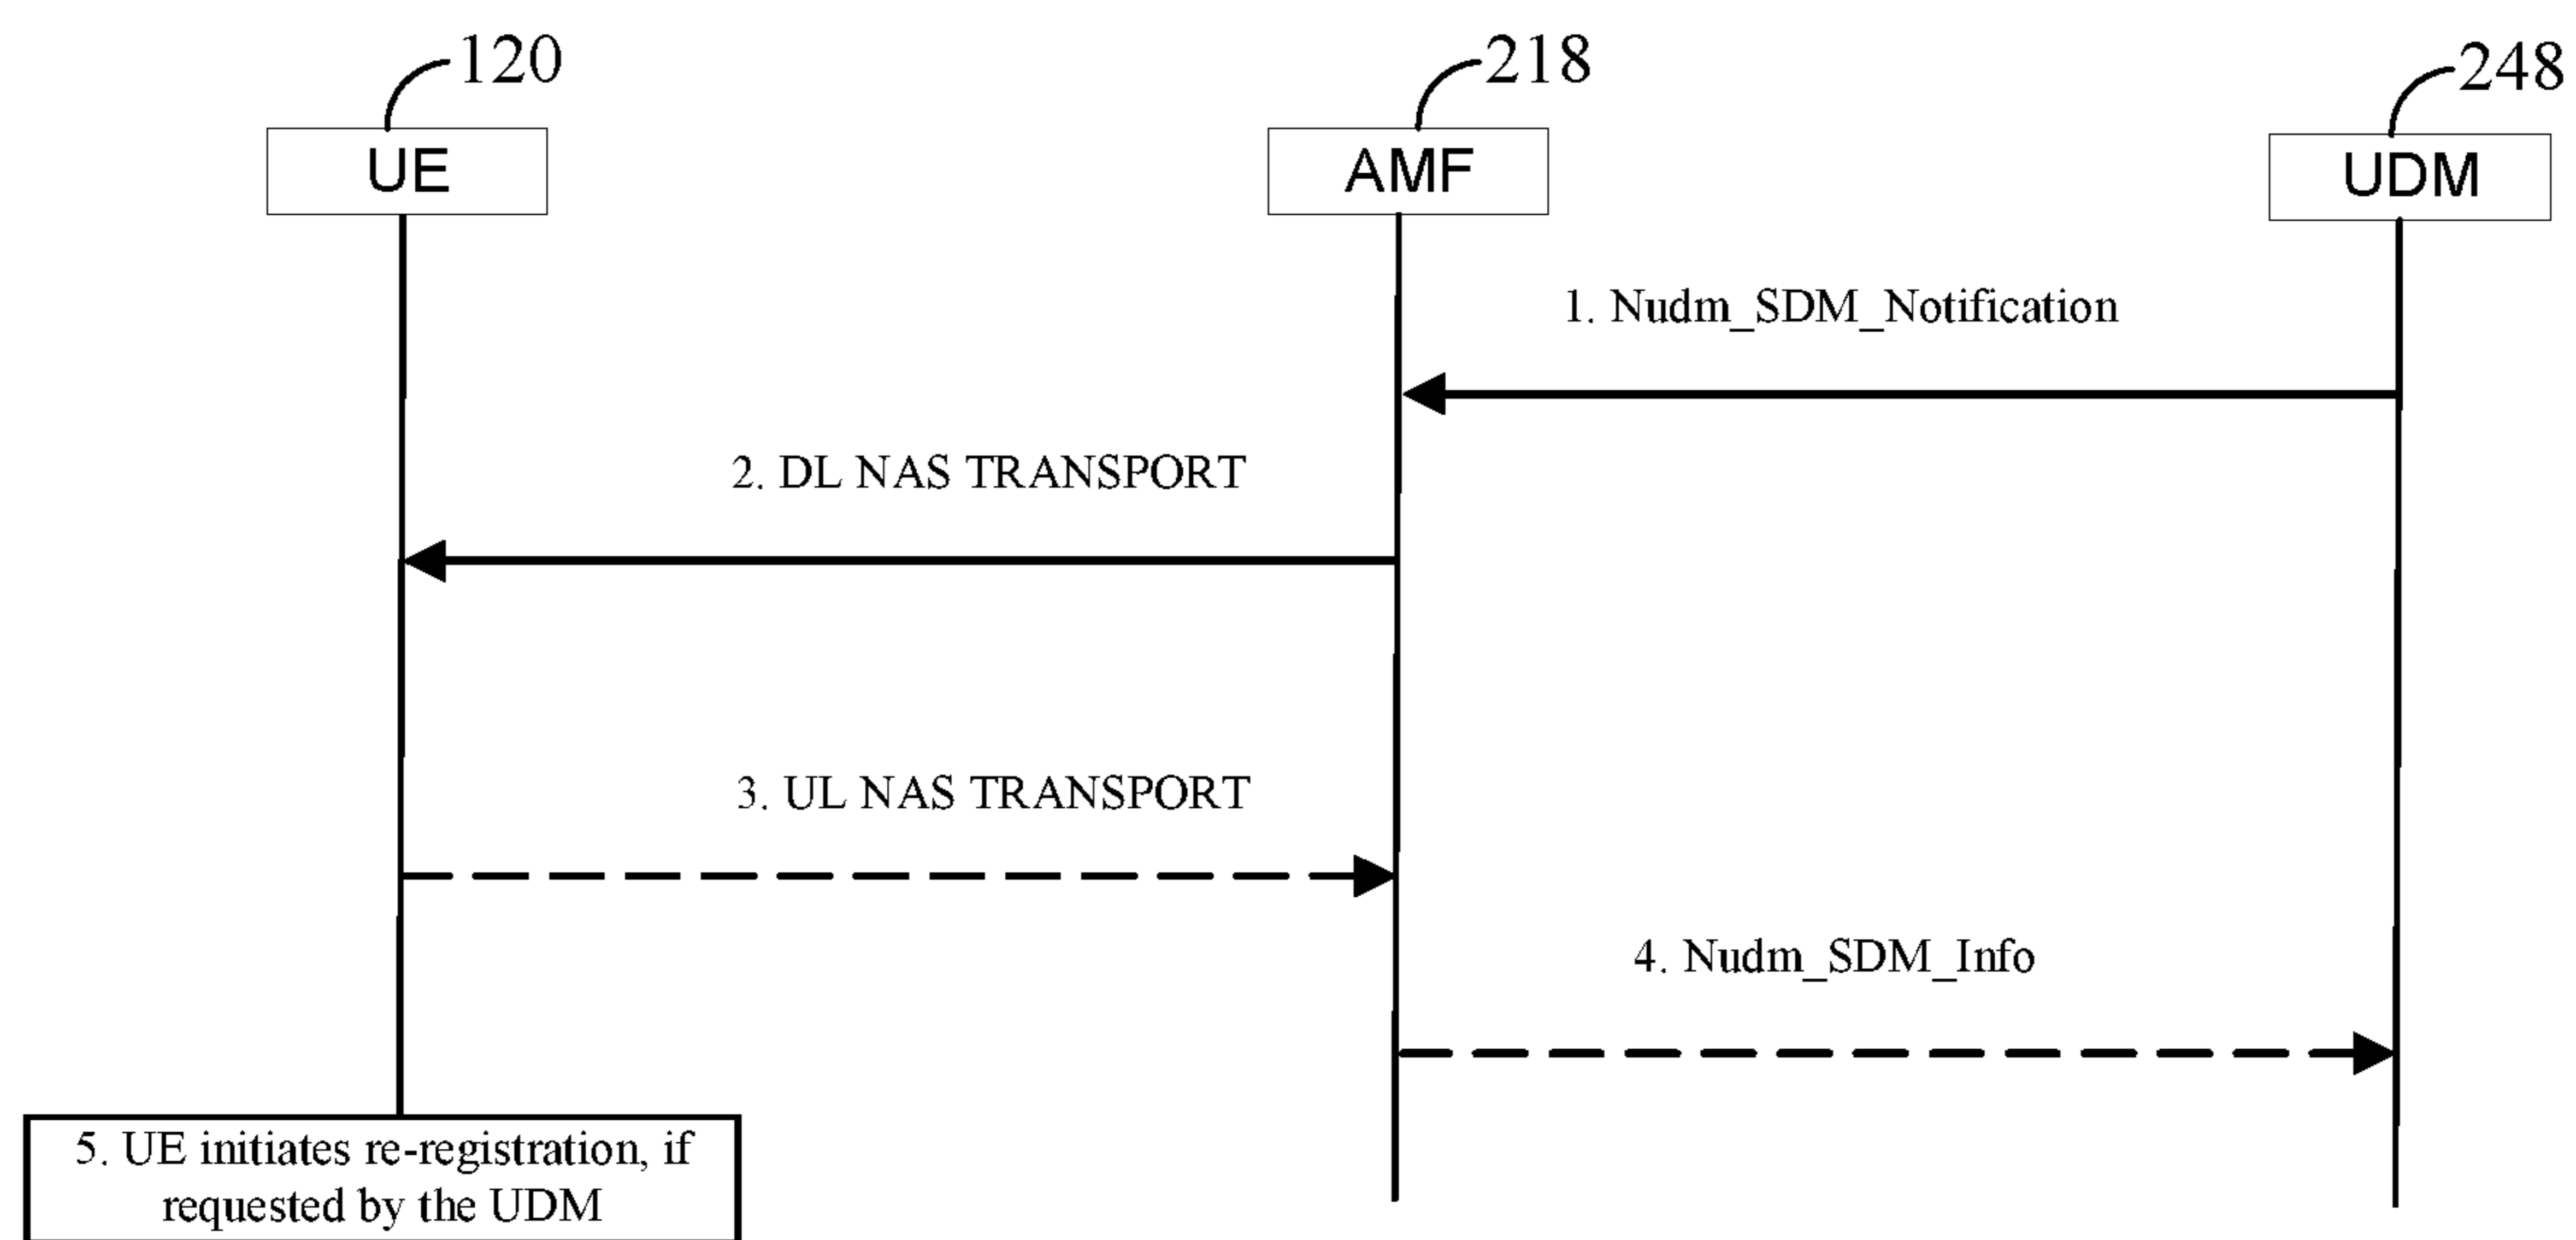 120
218
248
UE
AMF
UDM
1. Nudm_SDM_Notification
2. DL NAS TRANSPORT
3. UL NAS TRANSPORT
4. Nudm_SDM_Info
5. UE initiates re-registration, if
requested by the UDM